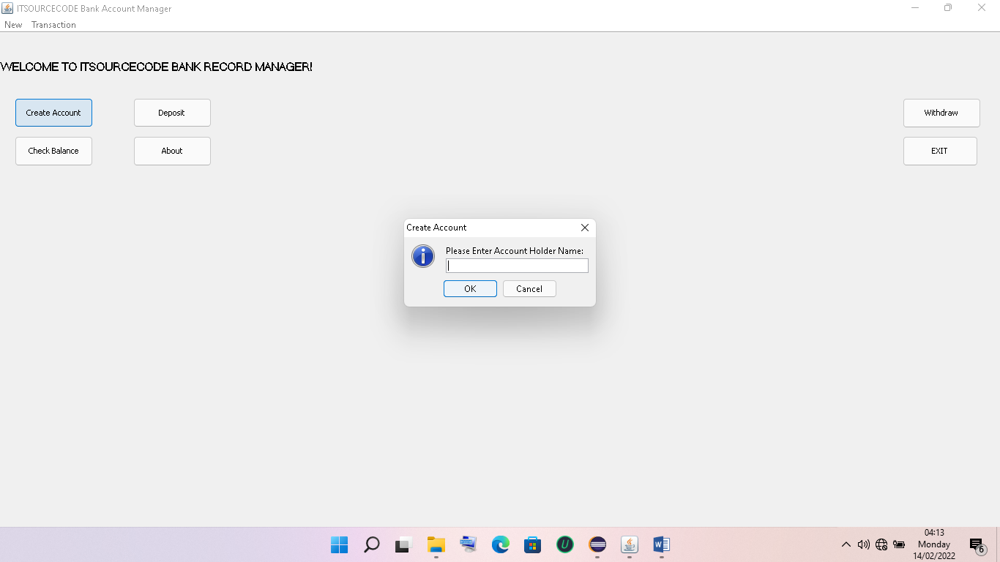 ITSOURCECODE Bank Account Manager
New Transaction
WELCOME TO ITSOURCECODE BANK RECORD MANAGER!
Create Account Deposit Withdraw
Check Balance About EXIT
Create Account
Please Enter Account Holder Name:
OK Cancel
04:13
Monday
14/02/2022
6